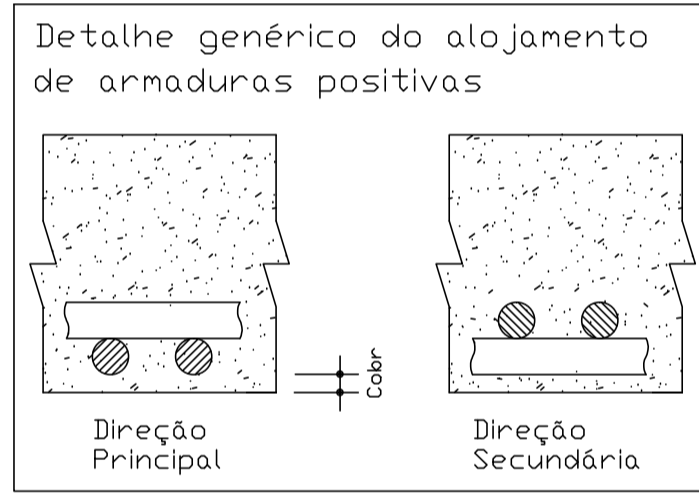 Detalhe genérico do alojamento
de armaduras positivas
Cobr
Direção
Principal
Direção
Secundária